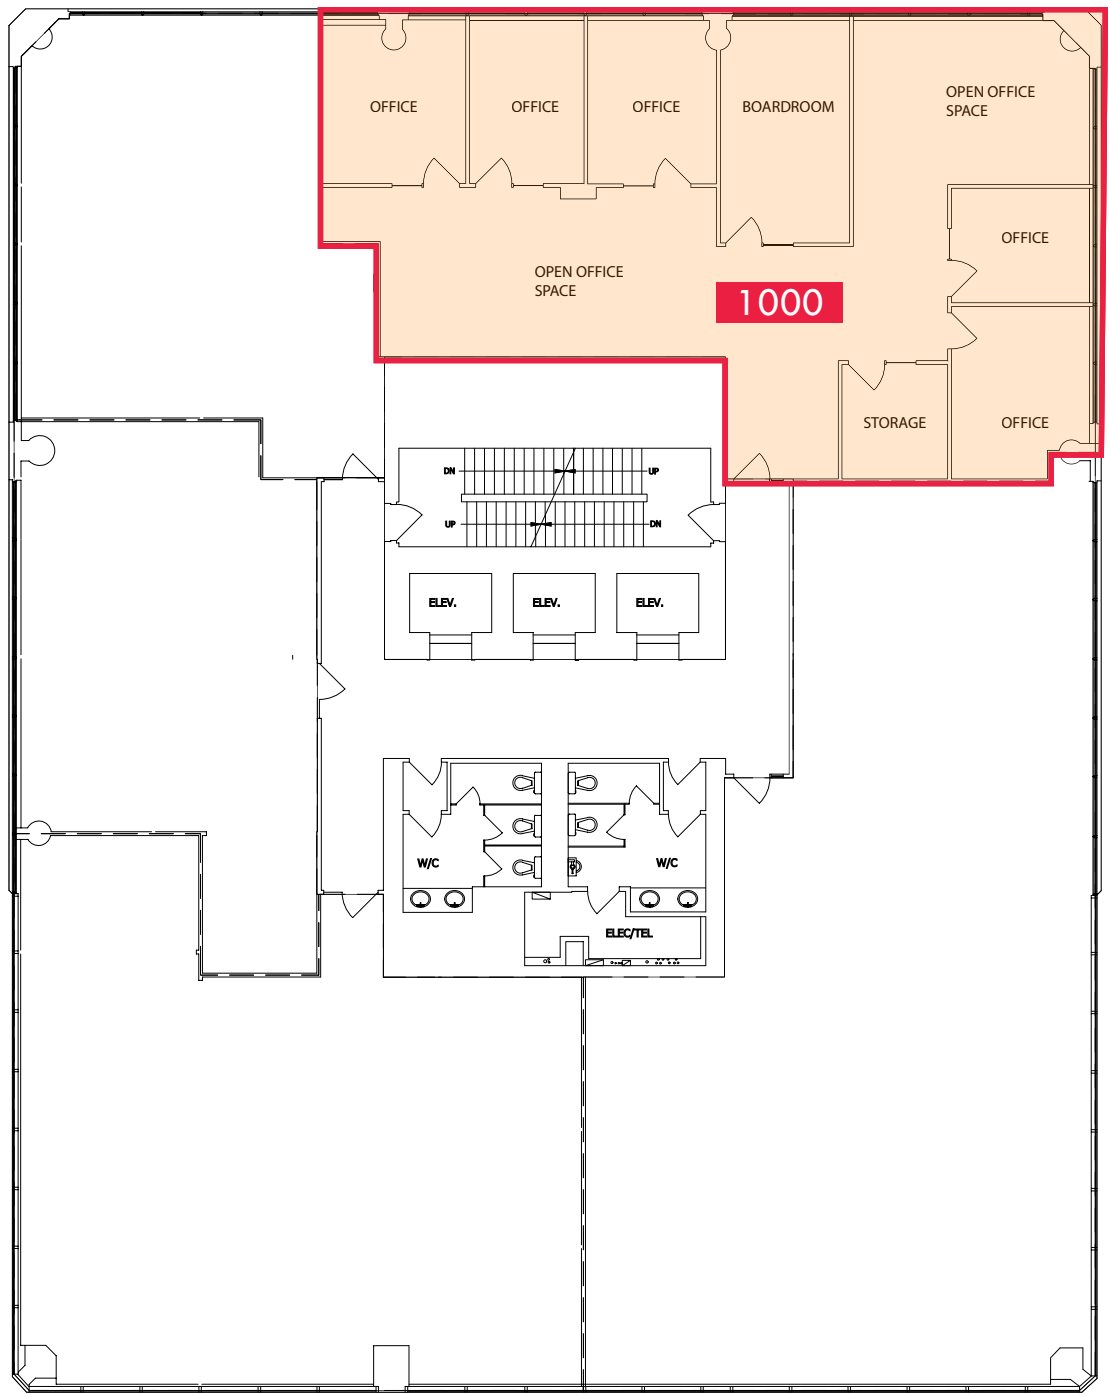 OFFICE
OFFICE
OFFICE
BOARDROOM
OPEN OFFICE
SPACE
OFFICE
OPEN OFFICE
SPACE
1000
STORAGE
OFFICE
DN
UP
UP
DN
ELEV.
ELEV.
ELEV.
W/C
W/C
ELEC/TEL